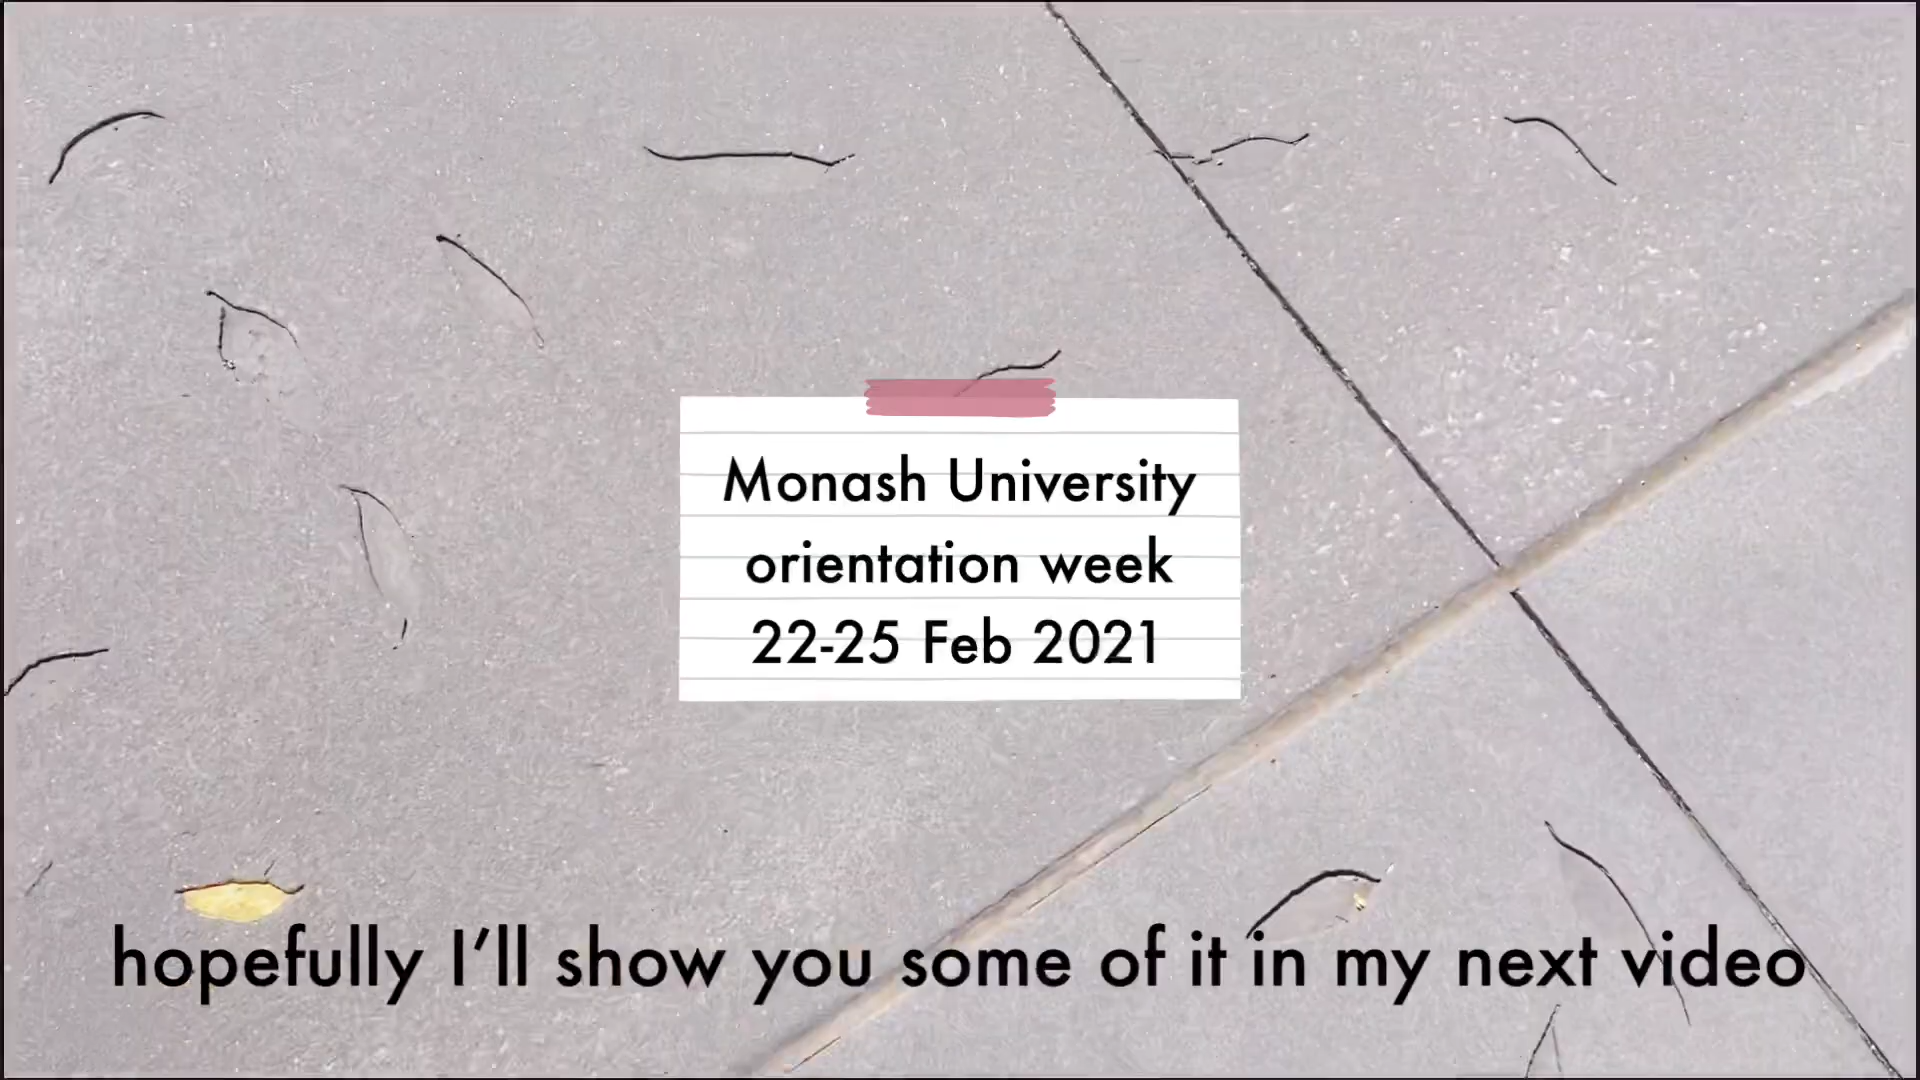 Monash University
orientation week
22-25 Feb 2021
hopefully I'll show you some of it in my next video